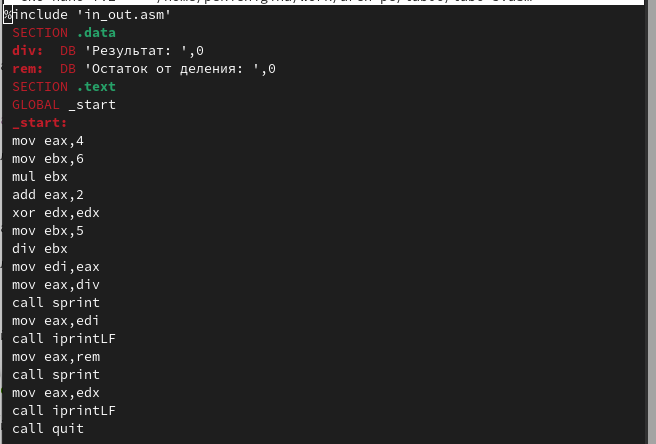 %include 'in_out.asm'
SECTION .data
div: DB 'Результат: ',0
rem: DB 'Остаток от деления: ',0
SECTION .text
GLOBAL _start
_start:
mov eax,4
mov ebx,6
mul ebx
add eax,2
xor edx,edx
mov ebx,5
div ebx
mov edi,eax
mov eax,div
call sprint
mov eax,edi
call iprintLF
mov eax,rem
call sprint
mov eax,edx
call iprintLF
call quit